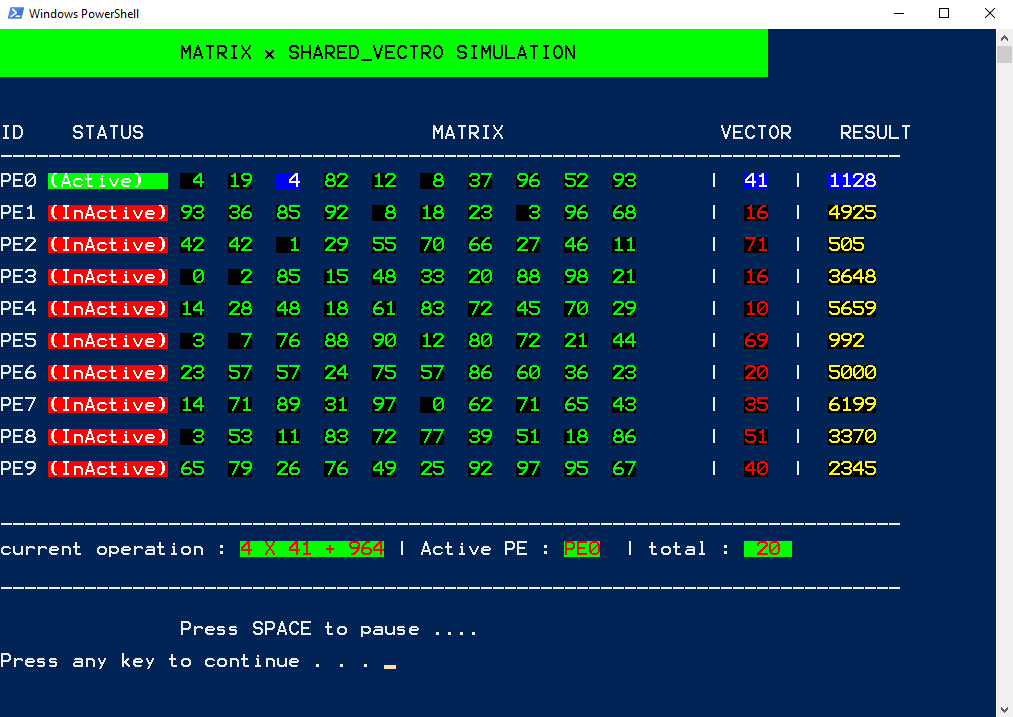 Windows PowerShell
MATRIX x SHARED_VECTRO SIMULATION
ID STATUS MATRIX VECTOR RESULT
PE0 (Active) 4 19 4 82 12 8 37 96 52 93 | 41 | 1128
PE1 (InActive) 93 36 85 92 8 18 23 3 96 68 | 16 | 4925
PE2 (InActive) 42 42 1 29 55 70 66 27 46 11 | 71 | 505
PE3 (InActive) 0 2 85 15 48 33 20 88 98 21 | 16 | 3648
PE4 (InActive) 14 28 48 18 61 83 72 45 70 29 | 10 | 5659
PE5 (InActive) 3 7 76 88 90 12 80 72 21 44 | 69 | 992
PE6 (InActive) 23 57 57 24 75 57 86 60 36 23 | 20 | 5000
PE7 (InActive) 14 71 89 31 97 0 62 71 65 43 | 35 | 6199
PE8 (InActive) 3 53 11 83 72 77 39 51 18 86 | 51 | 3370
PE9 (InActive) 65 79 26 76 49 25 92 97 95 67 | 40 | 2345
current operation : 4 X 41 + 964 | Active PE : PE0 | total : 20
Press SPACE to pause ....
Press any key to continue . . . _